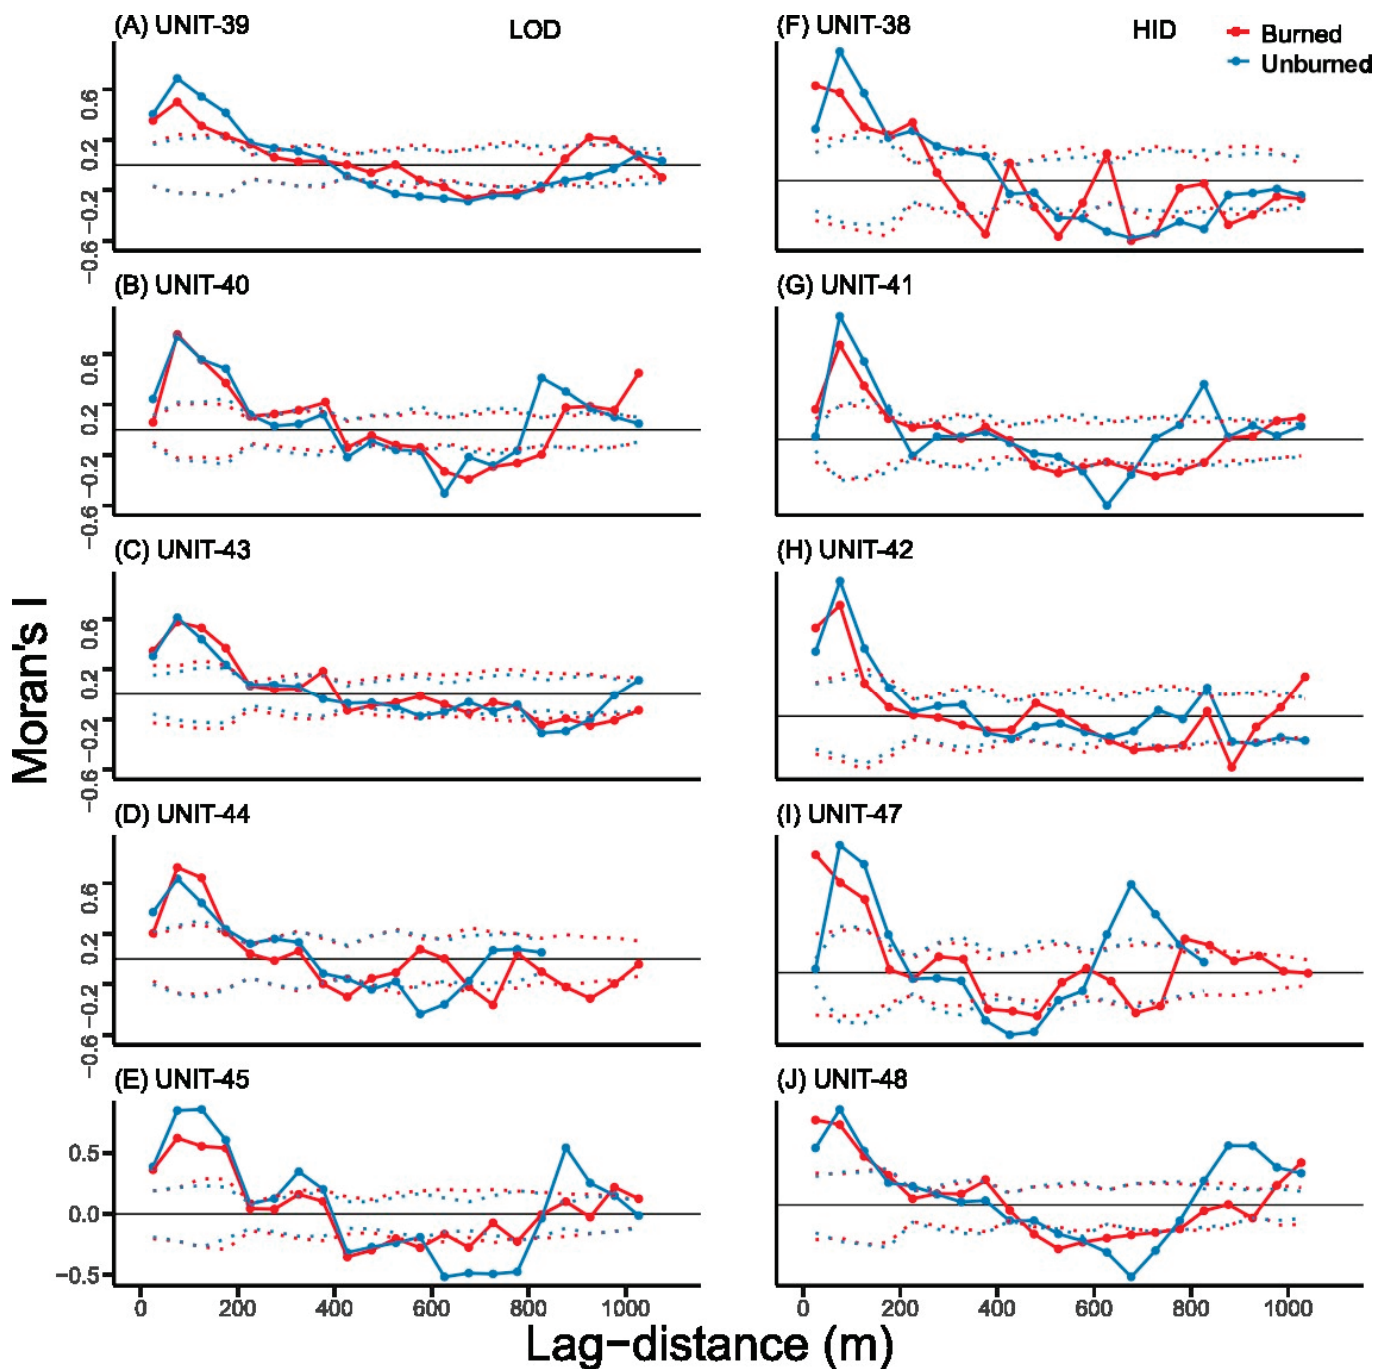 (A) UNIT-39 LOD
0.6
0.2
−0.2
−0.6
(B) UNIT-40
0.6
0.2
−0.2
−0.6
(C) UNIT-43
0.6
0.2
−0.2
−0.6
(D) UNIT-44
0.6
0.2
−0.2
−0.6
(E) UNIT-45
0.5
0.0
−0.5
0 200 400 600 800 1000
(F) UNIT-38 HID
Burned
Unburned
(G) UNIT-41
(H) UNIT-42
(I) UNIT-47
(J) UNIT-48
0 200 400 600 800 1000
Moran's I
Lag−distance (m)